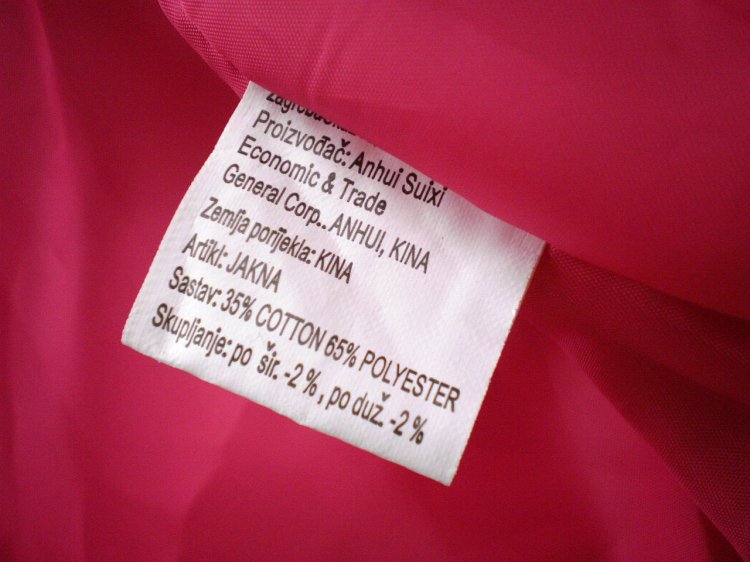 Proizvođač: Anhui Suixi
Economic & Trade
General Corp.. ANHUI, KINA
Zemlja porijekla: KINA
Artikl: JAKNA
Sastav: 35% COTTON 65% POLYESTER
Skupljanje: po šir. -2 % , po duž. -2 %